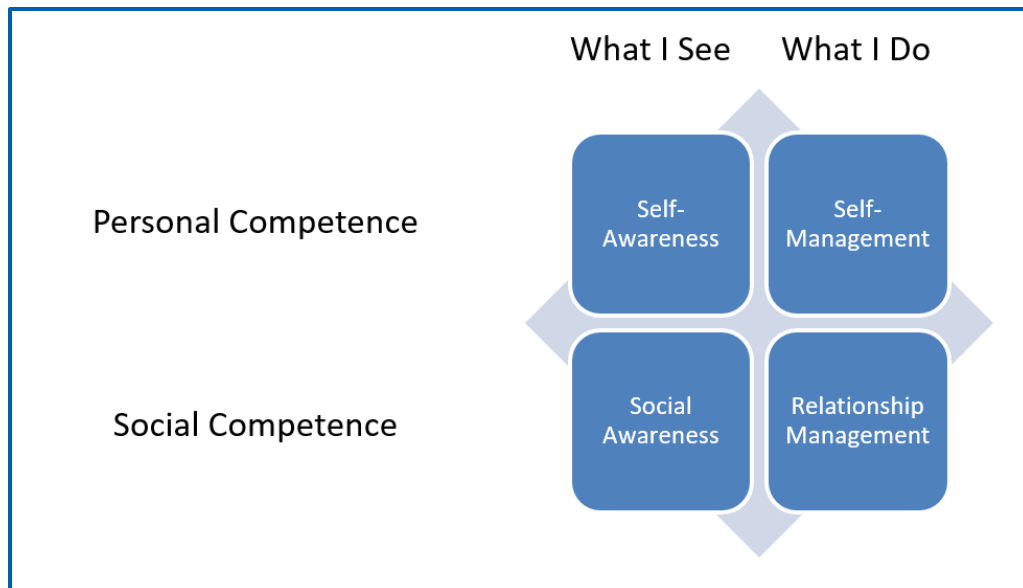 What I See What I Do
Personal Competence
Self-
Awareness
Self-
Management
Social Competence
Social
Awareness
Relationship
Management